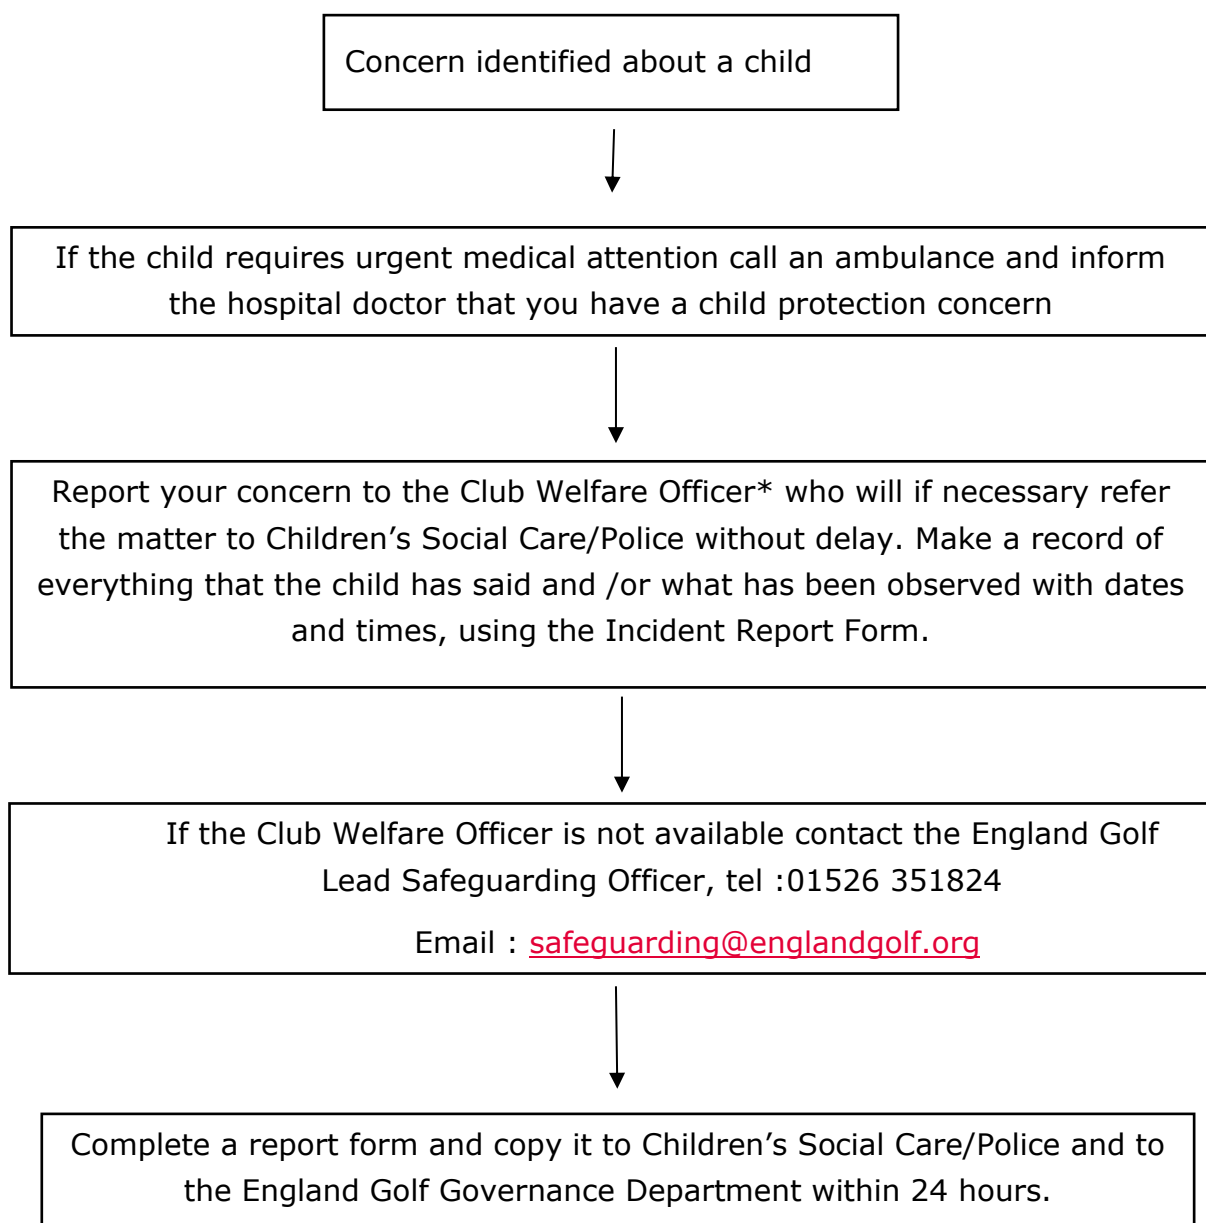 Concern identified about a child
If the child requires urgent medical attention call an ambulance and inform
the hospital doctor that you have a child protection concern
Report your concern to the Club Welfare Officer* who will if necessary refer
the matter to Children’s Social Care/Police without delay. Make a record of
everything that the child has said and /or what has been observed with dates
and times, using the Incident Report Form.
If the Club Welfare Officer is not available contact the England Golf
Lead Safeguarding Officer, tel :01526 351824
Email : safeguarding@englandgolf.org
Complete a report form and copy it to Children’s Social Care/Police and to
the England Golf Governance Department within 24 hours.